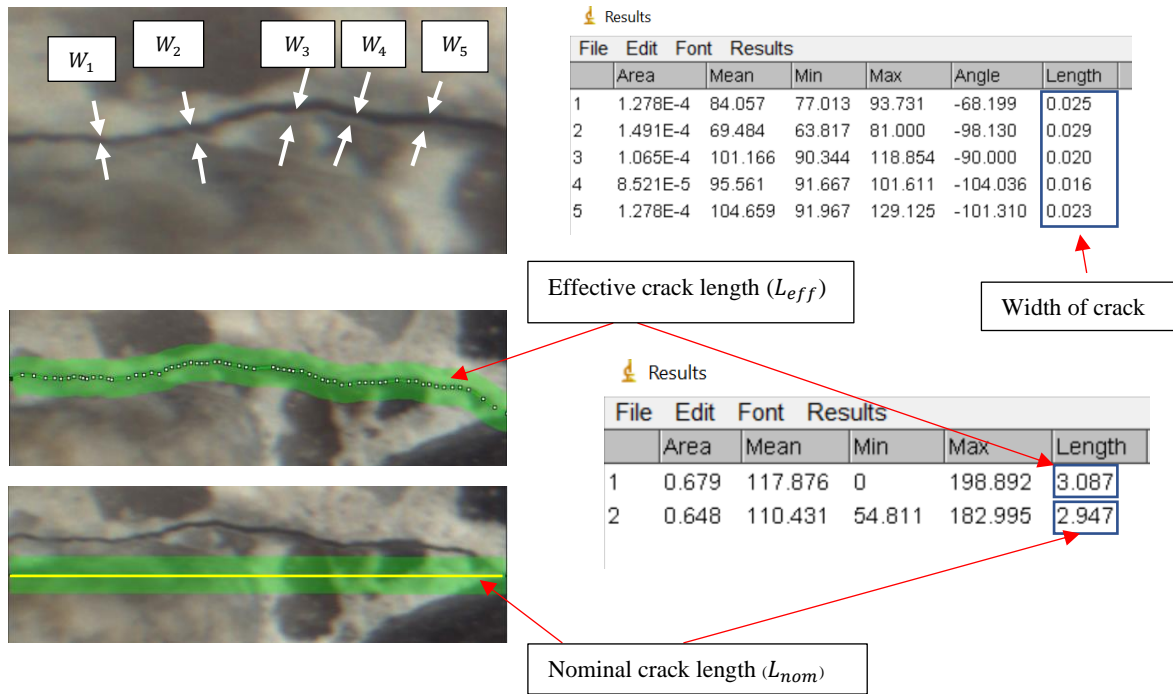 W₁
W₂
W₃
W₄
W₅
Results
File Edit Font Results
Area Mean Min Max Angle Length
1 1.278E-4 84.057 77.013 93.731 -68.199 0.025
2 1.491E-4 69.484 63.817 81.000 -98.130 0.029
3 1.065E-4 101.166 90.344 118.854 -90.000 0.020
4 8.521E-5 95.561 91.667 101.611 -104.036 0.016
5 1.278E-4 104.659 91.967 129.125 -101.310 0.023
Effective crack length (L_eff)
Width of crack
Results
File Edit Font Results
Area Mean Min Max Length
1 0.679 117.876 0 198.892 3.087
2 0.648 110.431 54.811 182.995 2.947
Nominal crack length (L_nom)